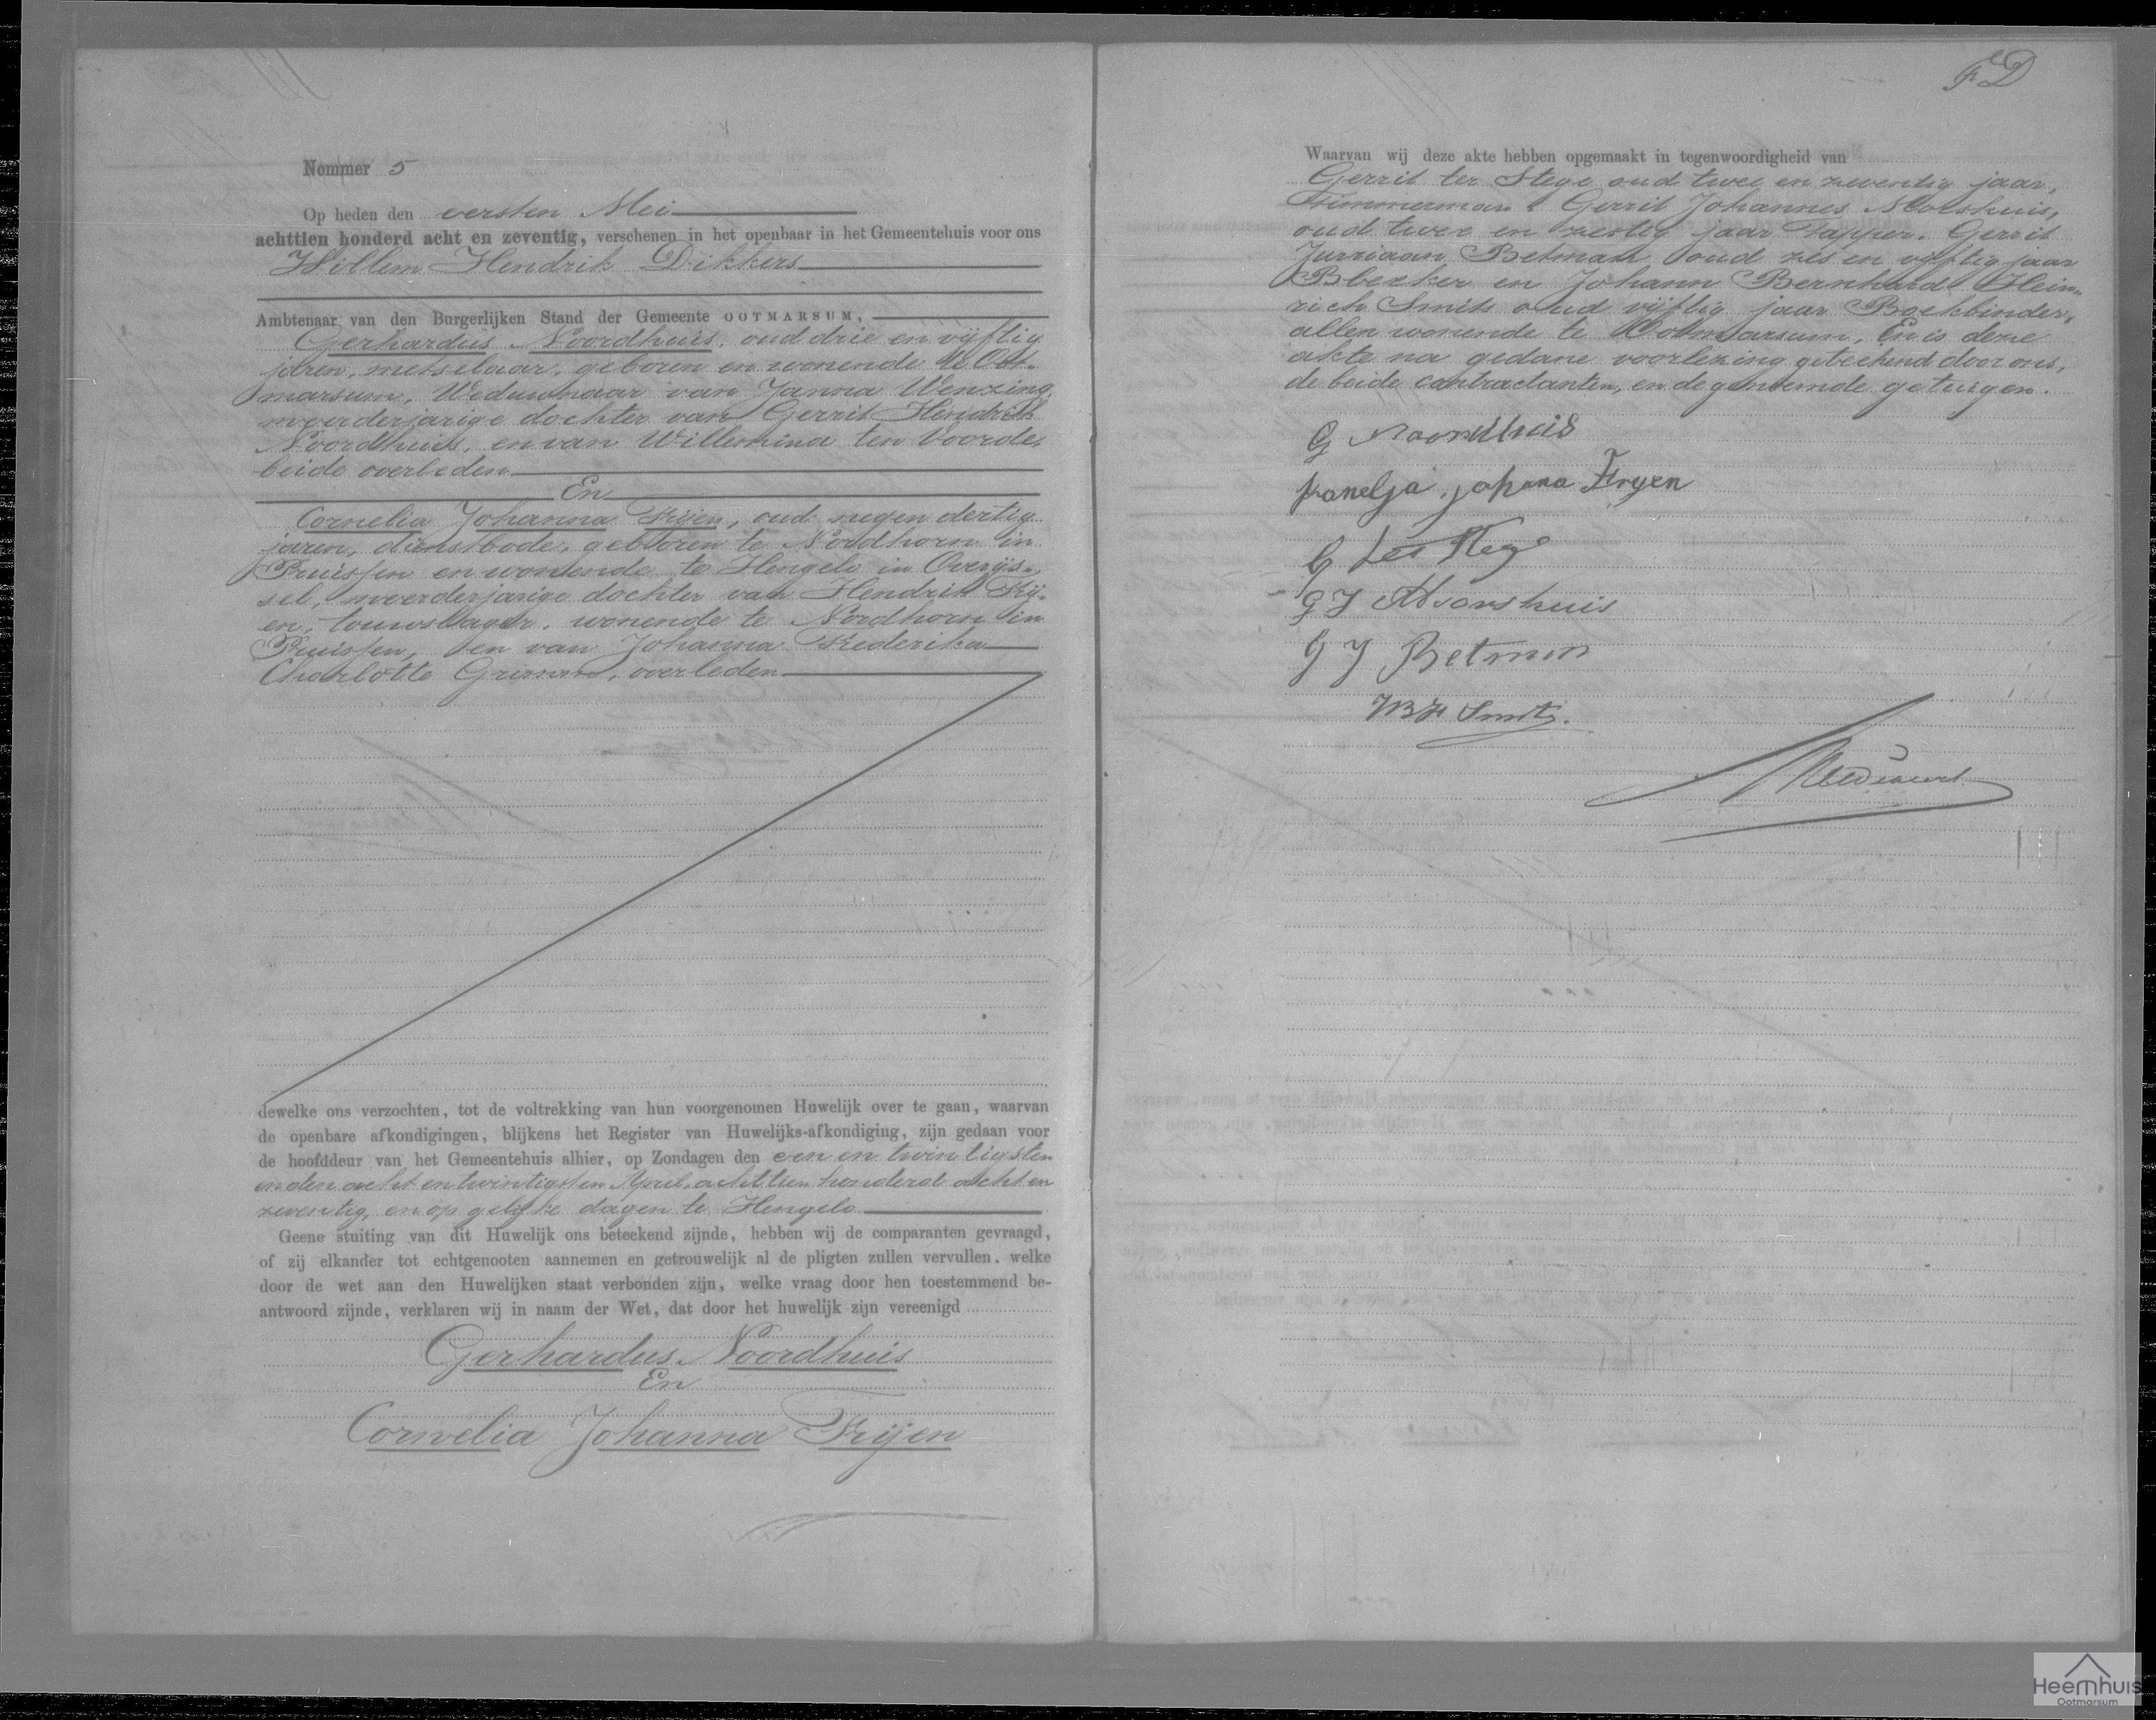 Nommer 5
Op heden den eersten Mei
achttien honderd acht en zeventig, verschenen in het openbaar in het Gemeentehuis voor ons
Willem Hendrik Dikkers
Ambtenaar van den Burgerlijken Stand der Gemeente OOTMARSUM,
Gerhardus Noordhuis, oud drie en vijftig
jaren, metselaar, geboren en wonende te Oot-
marsum, Weduwnaar van Janna Wenzing,
meerderjarige dochter van Gerrit Hendrik
Noordhuis, en van Willemina ten Voorde,
beide overleden
En
Cornelia Johanna Frijen, oud negen dertig
jaren, dienstbode, geboren te Nordhorn in
Pruissen en wonende te Hengelo in Overijs-
sel, meerderjarige dochter van Hendrik Frij-
en, touwslager, wonende te Nordhorn in
Pruissen, en van Johanna Frederika
Charlotte Grimm, overleden
dewelke ons verzochten, tot de voltrekking van hun voorgenomen Huwelijk over te gaan, waarvan
de openbare afkondigingen, blijkens het Register van Huwelijks-afkondiging, zijn gedaan voor
de hoofddeur van het Gemeentehuis alhier, op Zondagen den een en twintigsten
en den acht en twintigsten April, achttien honderd acht en
zeventig, en op gelijke dagen te Hengelo
Geene stuiting van dit Huwelijk ons beteekend zijnde, hebben wij de comparanten gevraagd,
of zij elkander tot echtgenooten aannemen en getrouwelijk al de pligten zullen vervullen, welke
door de wet aan den Huwelijken staat verbonden zijn, welke vraag door hen toestemmend be-
antwoord zijnde, verklaren wij in naam der Wet, dat door het huwelijk zijn vereenigd
Gerhardus Noordhuis
En
Cornelia Johanna Frijen
Waarvan wij deze akte hebben opgemaakt in tegenwoordigheid van
Gerrit ter Stege oud twee en zeventig jaar,
Timmerman. Gerrit Johannes Morshuis,
oud twee en zestig jaar Tapper. Gerrit
Jurriaan Betman oud zes en vijftig jaar
Bleeker en Johann Bernhard Hein-
rich Smits oud vijftig jaar Boekbinder,
allen wonende te Ootmarsum, En is deze
akte na gedane voorlezing geteekend door ons,
de beide contractanten, en de genoemde getuigen.
G Noordhuis
kornelja johana Fryen
G ter Stege
G J Morshuis
G J Betman
JBH Smits.
Heemhuis
Ootmarsum